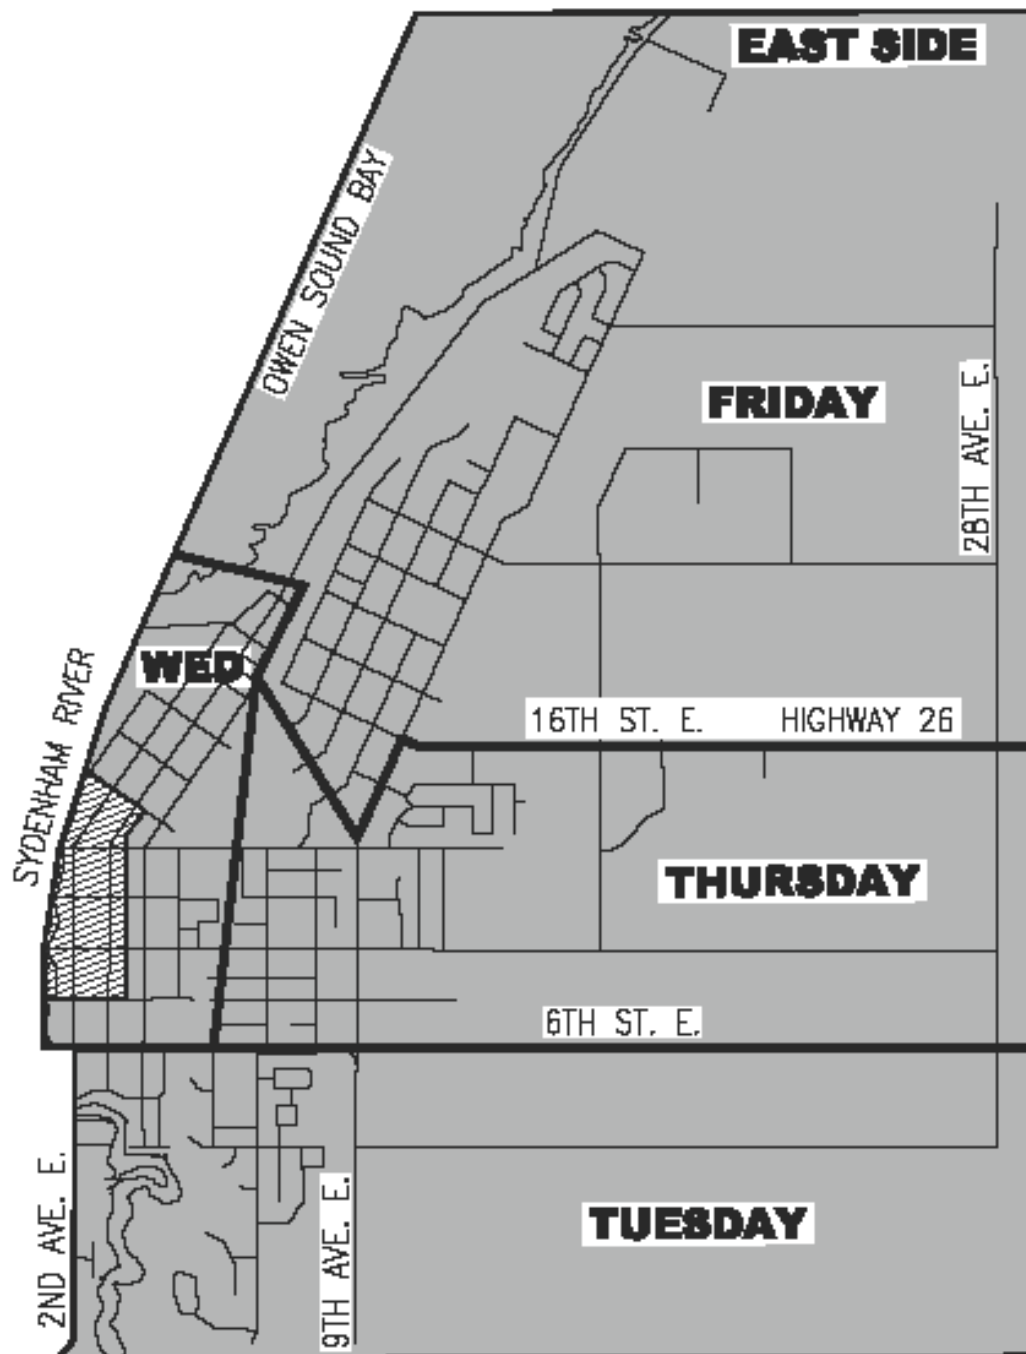 EAST SIDE
OWEN SOUND BAY
FRIDAY
28TH AVE. E.
WED
SYDENHAM RIVER
16TH ST. E. HIGHWAY 26
THURSDAY
6TH ST. E.
2ND AVE. E.
9TH AVE. E.
TUESDAY